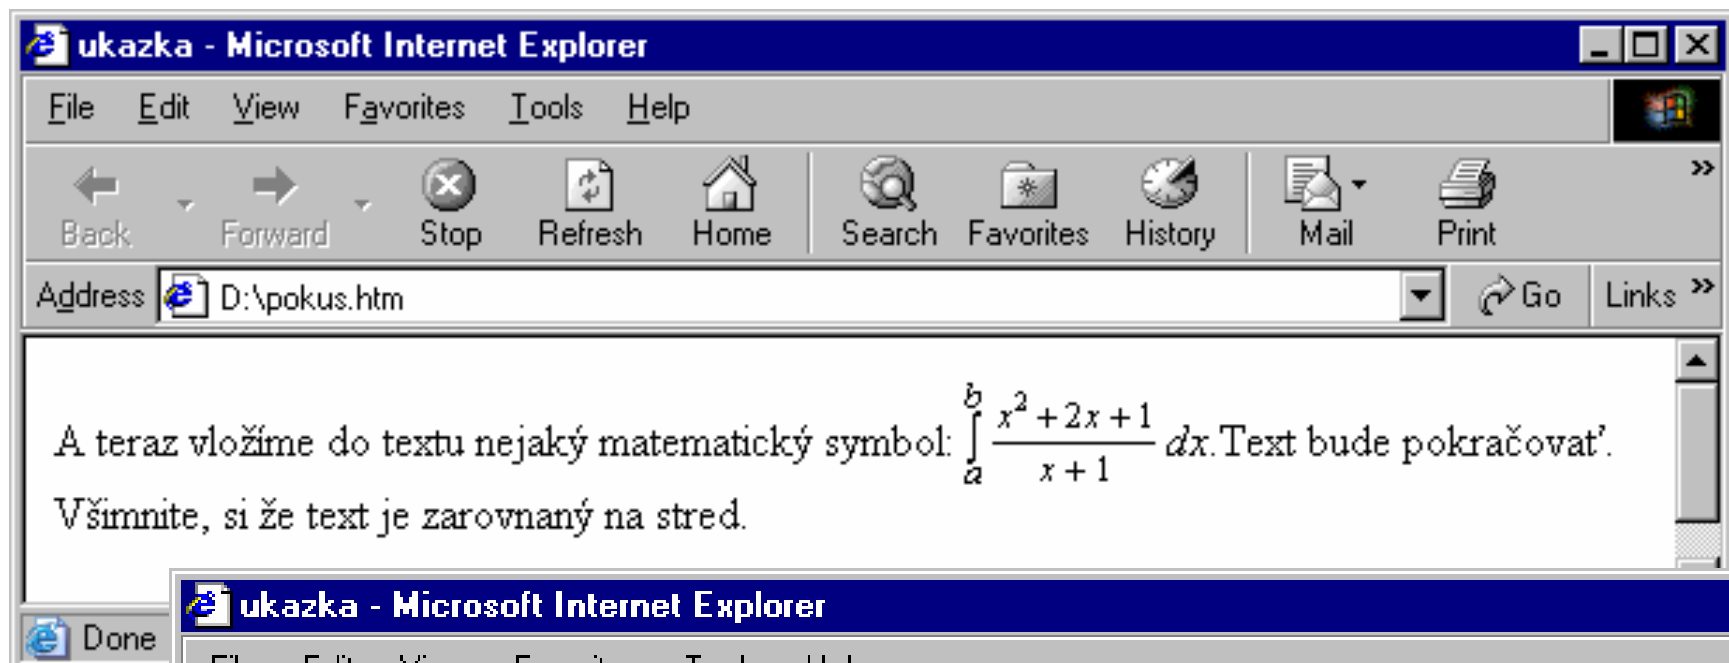 ukazka - Microsoft Internet Explorer
File Edit View Favorites Tools Help
Back Forward Stop Refresh Home Search Favorites History Mail Print »
Address D:\pokus.htm Go Links »
A teraz vložíme do textu nejaký matematický symbol: ∫_a^b (x²+2x+1)/(x+1) dx.Text bude pokračovať.
Všimnite, si že text je zarovnaný na stred.
ukazka - Microsoft Internet Explorer
Done